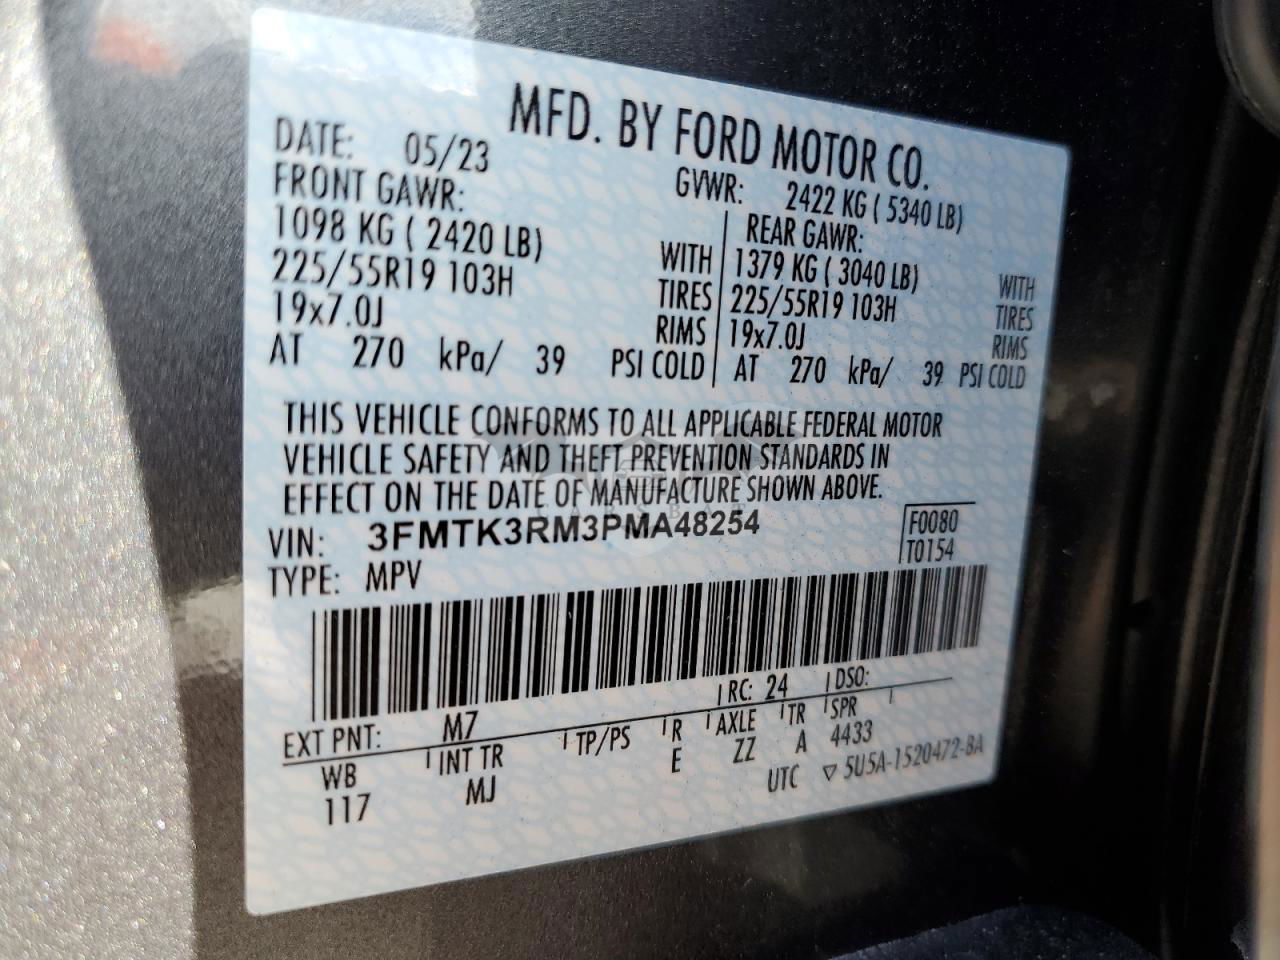 MFD. BY FORD MOTOR CO.
DATE: 05/23
GVWR: 2422 KG ( 5340 LB)
FRONT GAWR:
1098 KG ( 2420 LB) WITH
225/55R19 103H TIRES
19x7.0J RIMS
AT 270 kPa/ 39 PSI COLD
REAR GAWR:
1379 KG ( 3040 LB) WITH
225/55R19 103H TIRES
19x7.0J RIMS
AT 270 kPa/ 39 PSI COLD
THIS VEHICLE CONFORMS TO ALL APPLICABLE FEDERAL MOTOR
VEHICLE SAFETY AND THEFT PREVENTION STANDARDS IN
EFFECT ON THE DATE OF MANUFACTURE SHOWN ABOVE.
VIN: 3FMTK3RM3PMA48254
F0080
TYPE: MPV
T0154
EXT PNT: M7 RC: 24 DSO:
WB INT TR TP/PS R AXLE TR SPR
117 MJ E ZZ A 4433
UTC ▽ 5U5A-1520472-BA